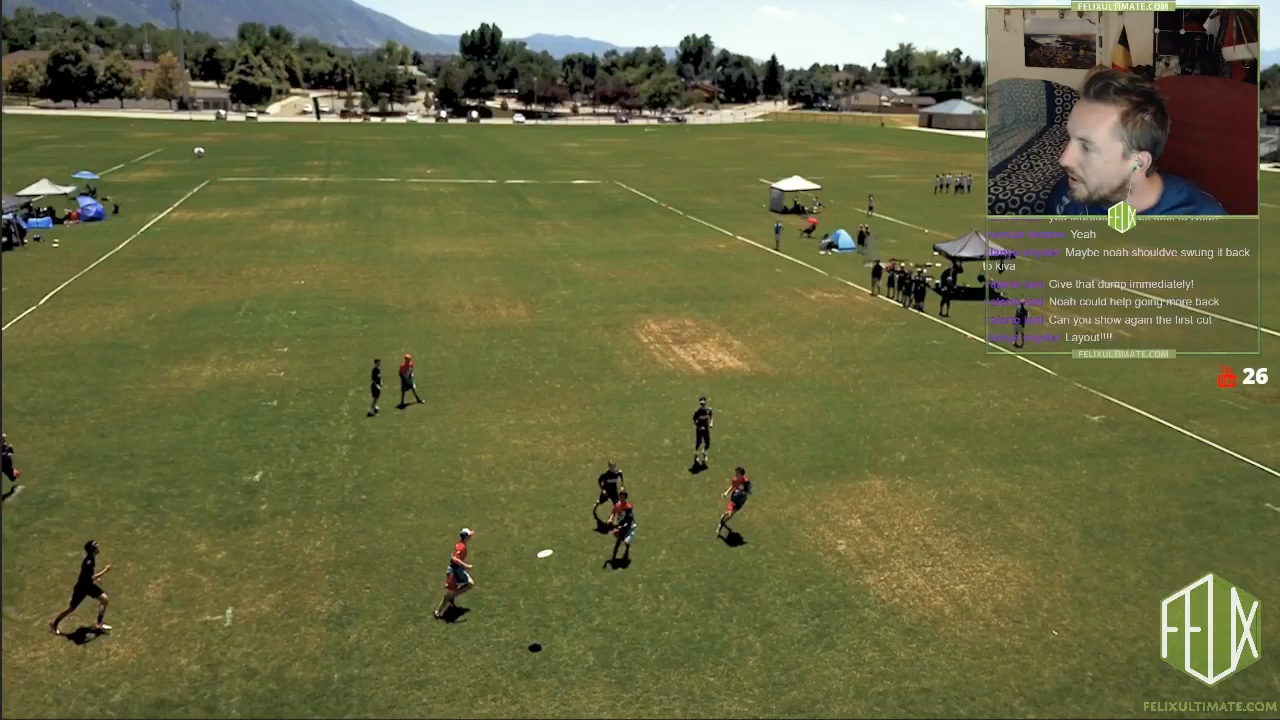 FELIXULTIMATE.COM
FELIX
Yeah
Maybe noah shouldve swung it back
to kiva
Give that dump immediately!
Noah could help going more back
Can you show again the first cut
Layout!!!!
FELIXULTIMATE.COM
26
FELIX
FELIXULTIMATE.COM